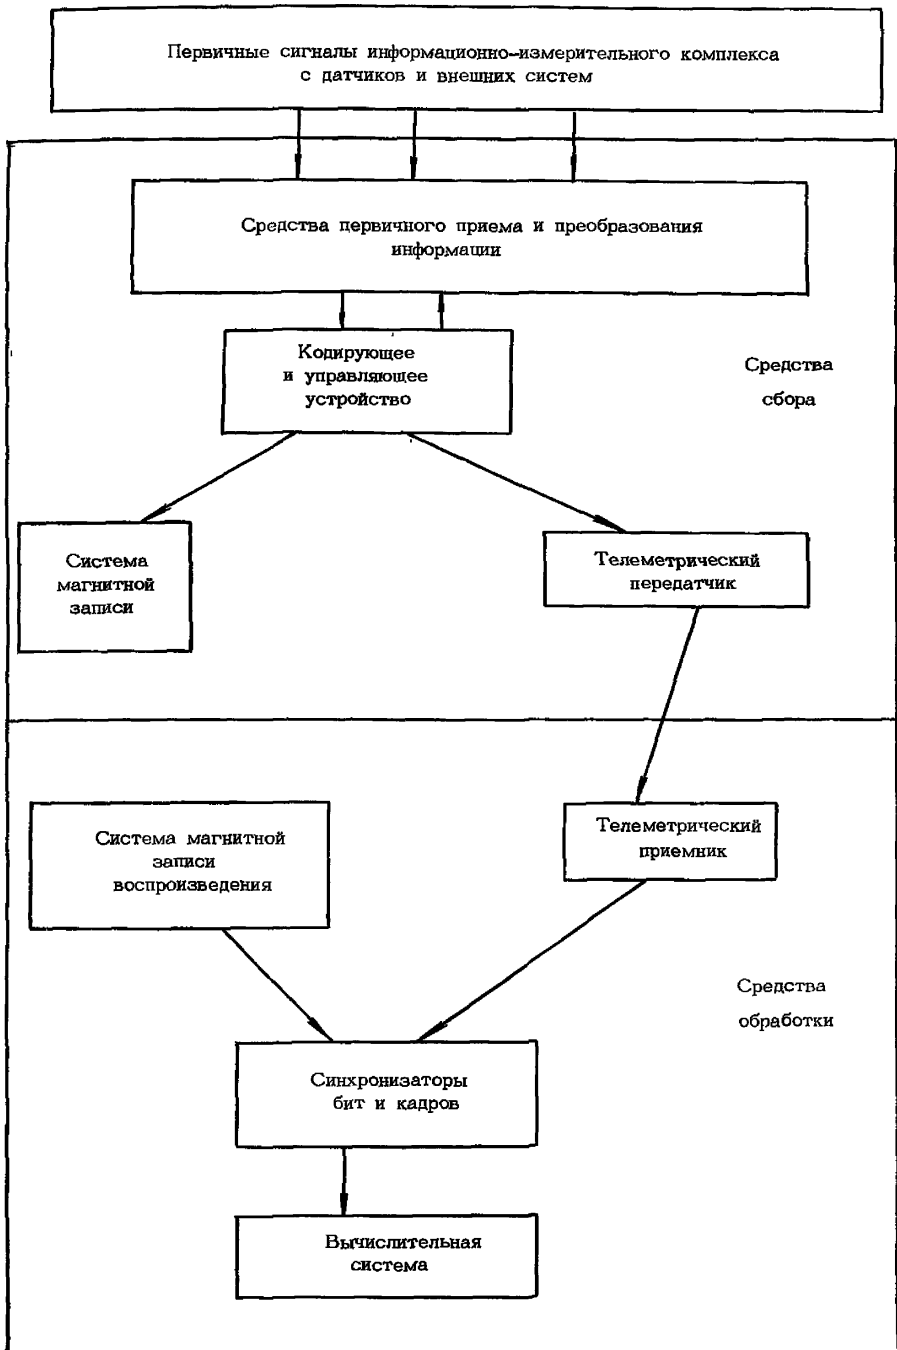 Первичные сигналы информационно-измерительного комплекса
с датчиков и внешних систем
Средства первичного приема и преобразования
информации
Кодирующее
и управляющее
устройство
Средства
сбора
Система
магнитной
записи
Телеметрический
передатчик
Система магнитной
записи
воспроизведения
Телеметрический
приемник
Средства
обработки
Синхронизаторы
бит и кадров
Вычислительная
система